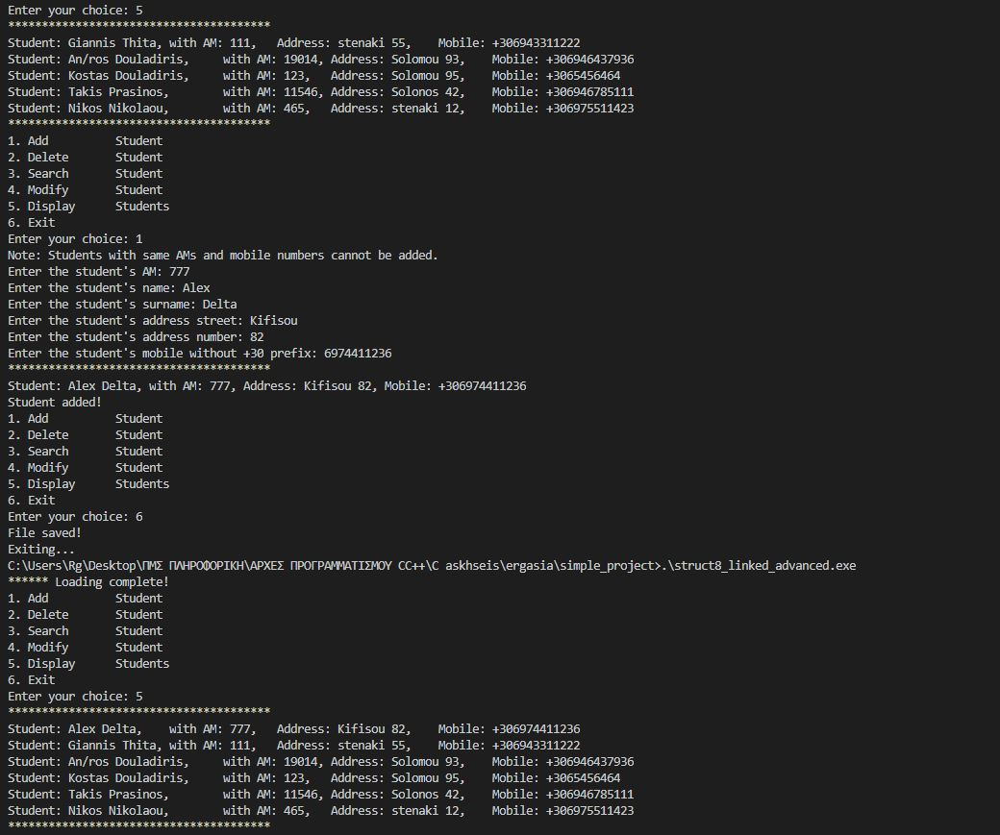 Enter your choice: 5
***************************************
Student: Giannis Thita, with AM: 111,   Address: stenaki 55,    Mobile: +306943311222
Student: An/ros Douladiris,     with AM: 19014, Address: Solomou 93,    Mobile: +306946437936
Student: Kostas Douladiris,     with AM: 123,   Address: Solomou 95,    Mobile: +3065456464
Student: Takis Prasinos,        with AM: 11546, Address: Solonos 42,    Mobile: +306946785111
Student: Nikos Nikolaou,        with AM: 465,   Address: stenaki 12,    Mobile: +306975511423
***************************************
1. Add          Student
2. Delete       Student
3. Search       Student
4. Modify       Student
5. Display      Students
6. Exit
Enter your choice: 1
Note: Students with same AMs and mobile numbers cannot be added.
Enter the student's AM: 777
Enter the student's name: Alex
Enter the student's surname: Delta
Enter the student's address street: Kifisou
Enter the student's address number: 82
Enter the student's mobile without +30 prefix: 6974411236
***************************************
Student: Alex Delta, with AM: 777, Address: Kifisou 82, Mobile: +306974411236
Student added!
1. Add          Student
2. Delete       Student
3. Search       Student
4. Modify       Student
5. Display      Students
6. Exit
Enter your choice: 6
File saved!
Exiting...
C:\Users\Rg\Desktop\ΠΜΣ ΠΛΗΡΟΦΟΡΙΚΗ\ΑΡΧΕΣ ΠΡΟΓΡΑΜΜΑΤΙΣΜΟΥ CC++\C askhseis\ergasia\simple_project>.\struct8_linked_advanced.exe
****** Loading complete!
1. Add          Student
2. Delete       Student
3. Search       Student
4. Modify       Student
5. Display      Students
6. Exit
Enter your choice: 5
***************************************
Student: Alex Delta,    with AM: 777,   Address: Kifisou 82,    Mobile: +306974411236
Student: Giannis Thita, with AM: 111,   Address: stenaki 55,    Mobile: +306943311222
Student: An/ros Douladiris,     with AM: 19014, Address: Solomou 93,    Mobile: +306946437936
Student: Kostas Douladiris,     with AM: 123,   Address: Solomou 95,    Mobile: +3065456464
Student: Takis Prasinos,        with AM: 11546, Address: Solonos 42,    Mobile: +306946785111
Student: Nikos Nikolaou,        with AM: 465,   Address: stenaki 12,    Mobile: +306975511423
***************************************